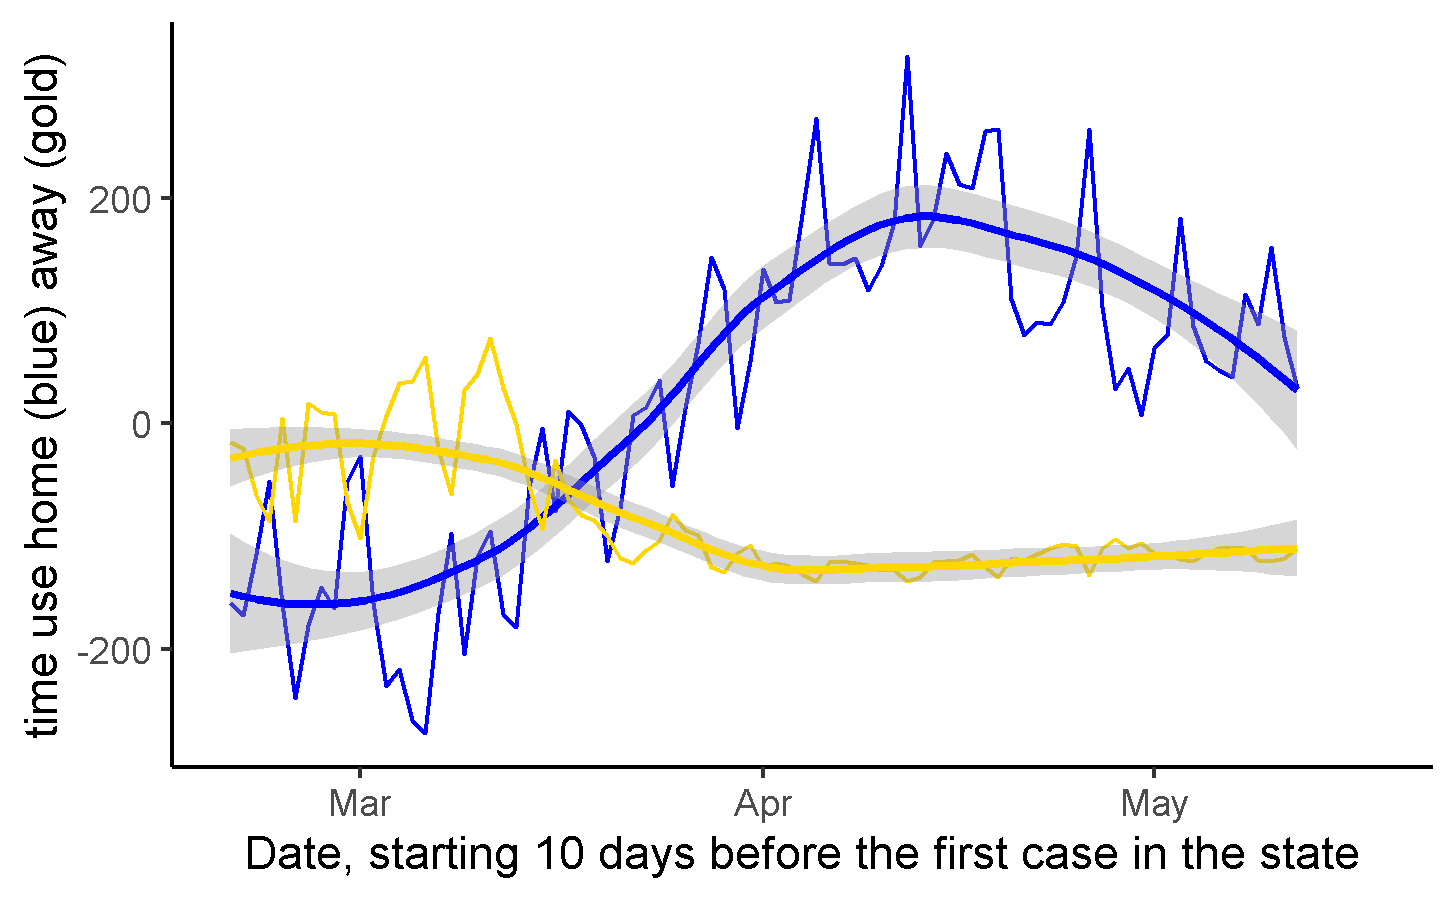 time use home (blue) away (gold)
200
0
-200
Mar
Apr
May
Date, starting 10 days before the first case in the state